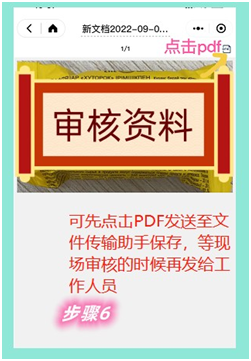 新文档2022-09-0...
1/1
点击pdf
审核资料
可先点击PDF发送至文
件传输助手保存，等现
场审核的时候再发给工
作人员
步骤6